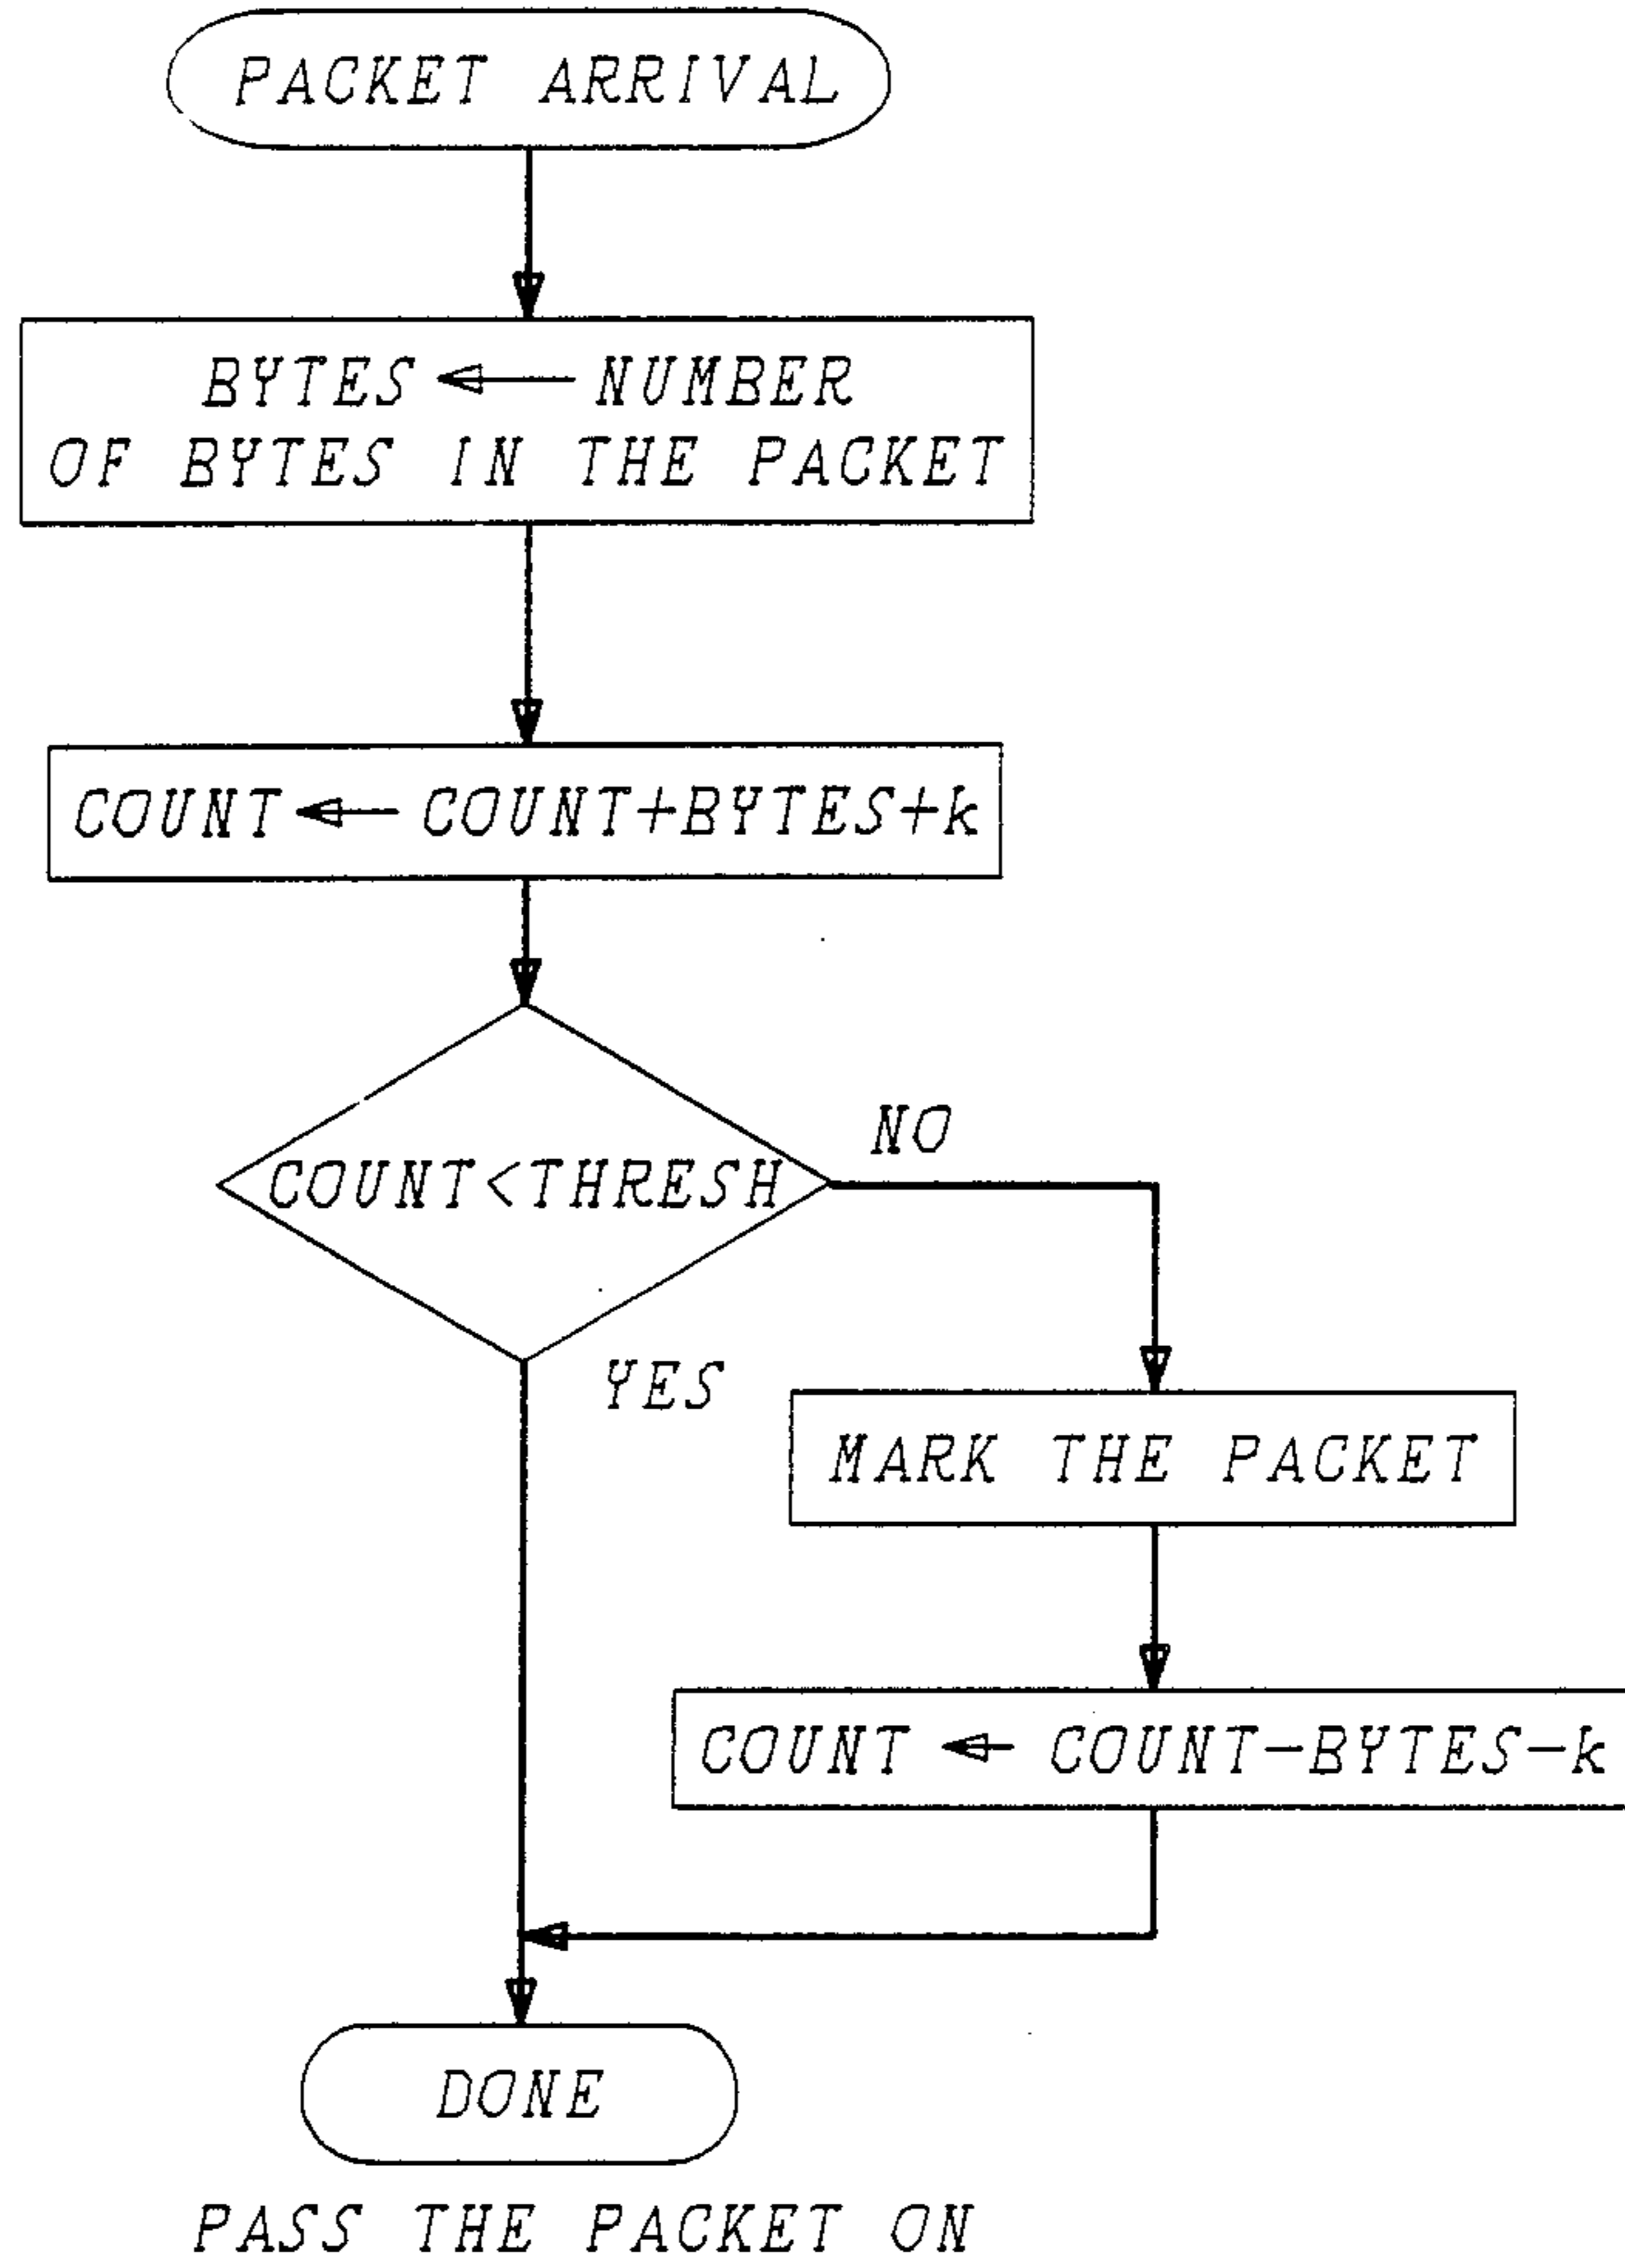 PACKET ARRIVAL
BYTES ← NUMBER
OF BYTES IN THE PACKET
COUNT ← COUNT+BYTES+k
COUNT<THRESH
NO
YES
MARK THE PACKET
COUNT ← COUNT-BYTES-k
DONE
PASS THE PACKET ON